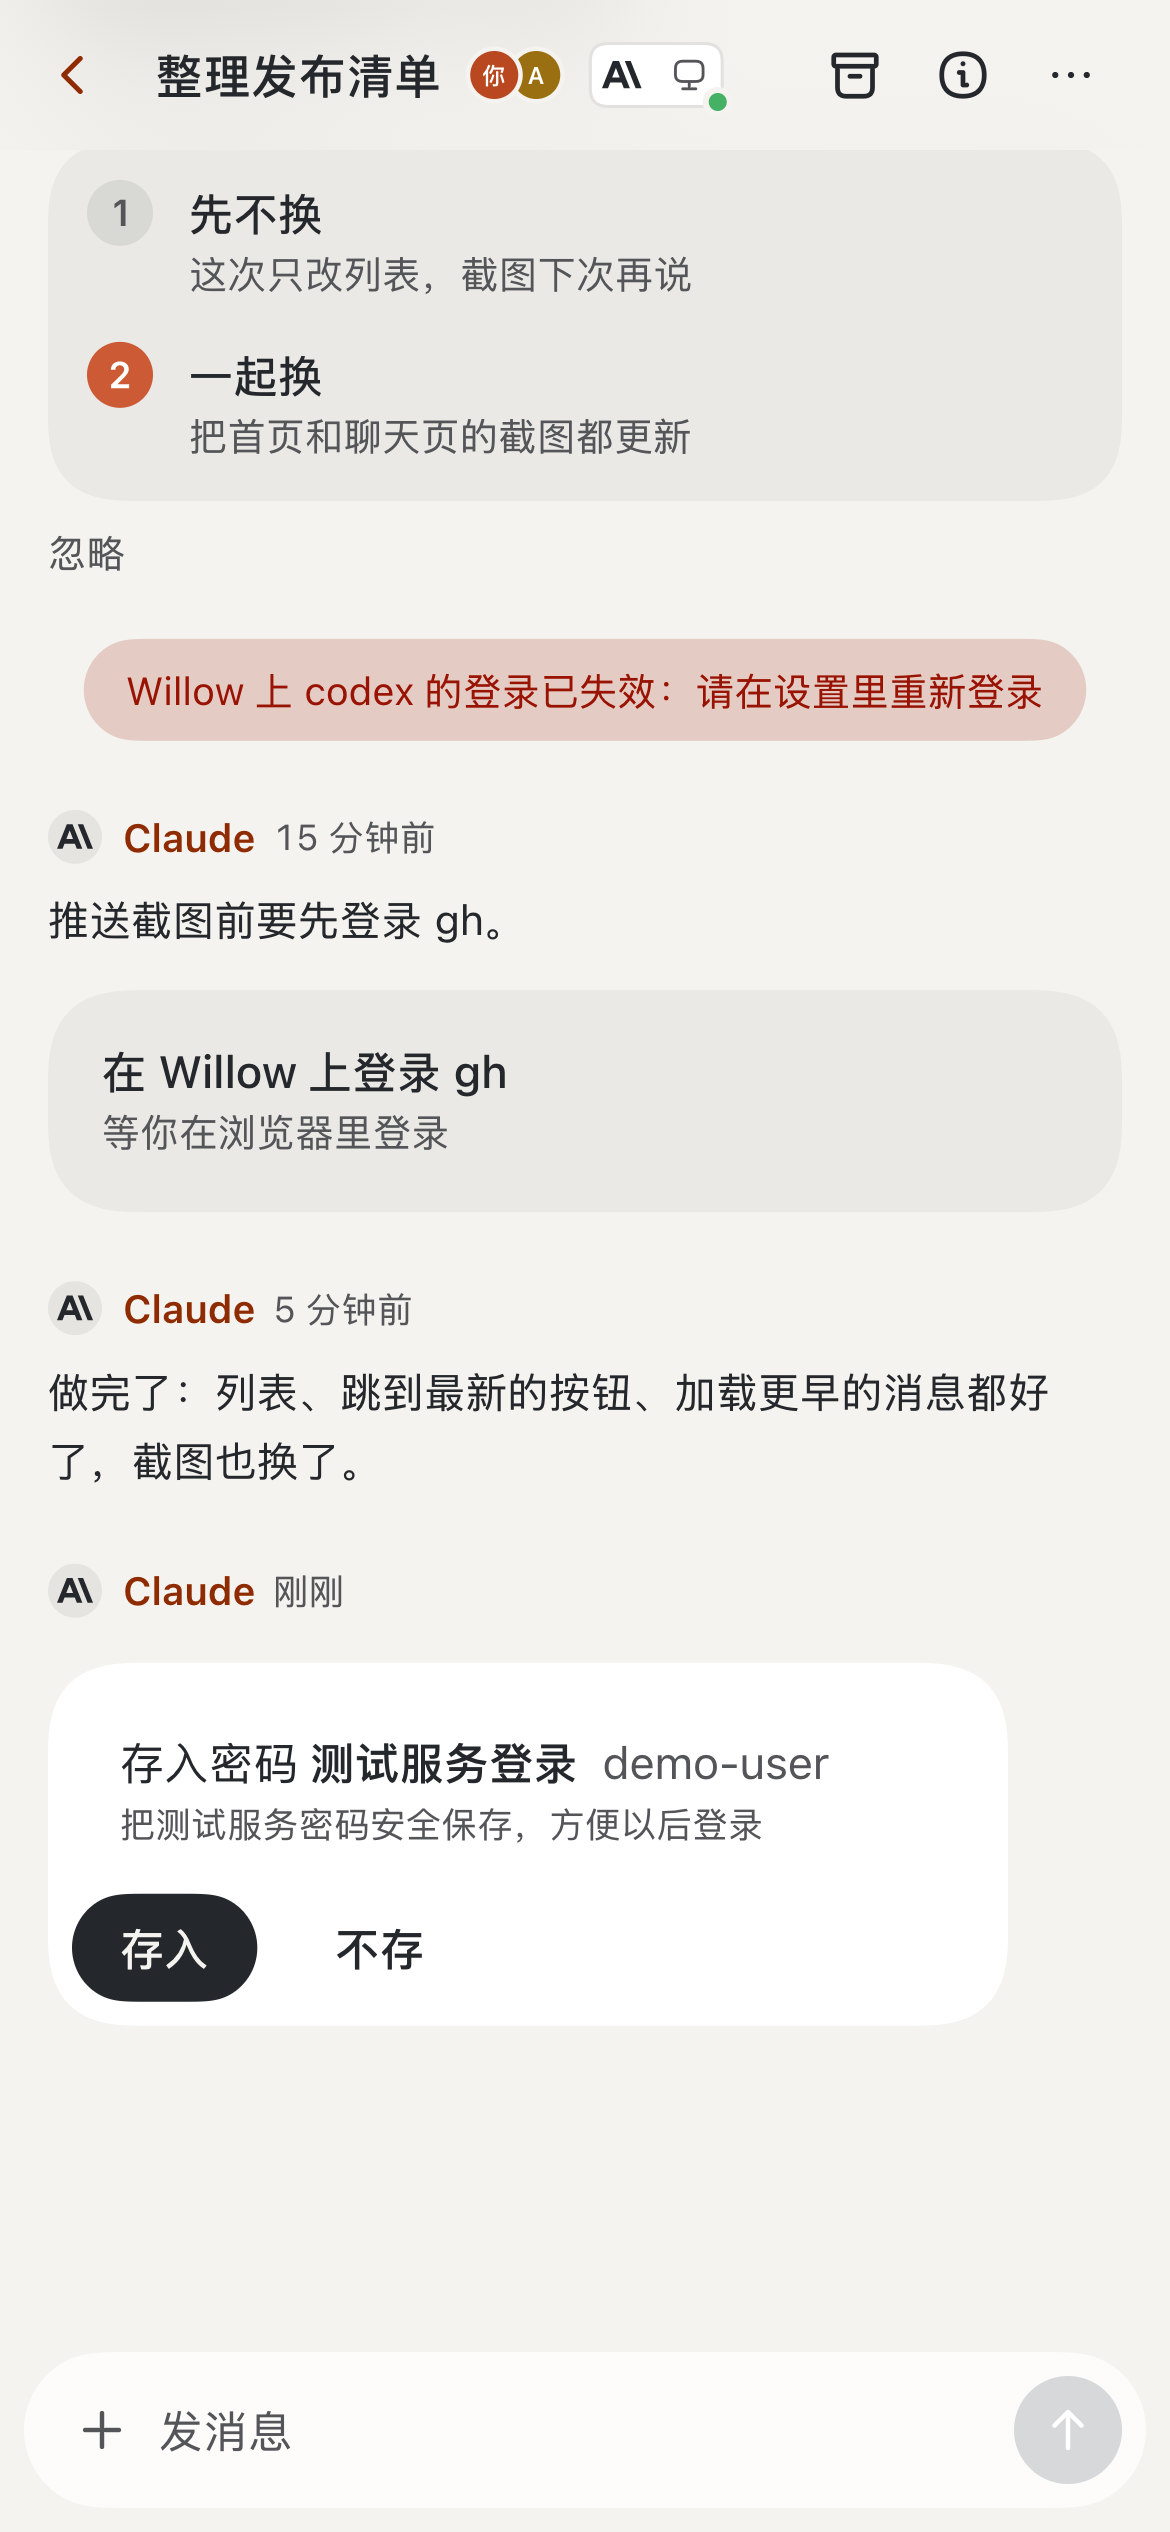 整理发布清单 你 A
1 先不换
这次只改列表，截图下次再说
2 一起换
把首页和聊天页的截图都更新
忽略
Willow 上 codex 的登录已失效：请在设置里重新登录
Claude 15 分钟前
推送截图前要先登录 gh。
在 Willow 上登录 gh
等你在浏览器里登录
Claude 5 分钟前
做完了：列表、跳到最新的按钮、加载更早的消息都好
了，截图也换了。
Claude 刚刚
存入密码 测试服务登录 demo-user
把测试服务密码安全保存，方便以后登录
存入 不存
发消息